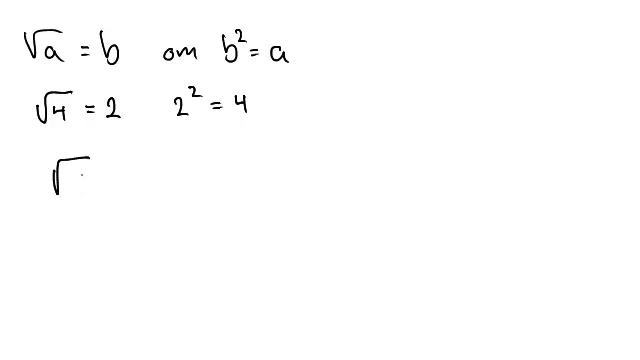 √a = b om b² = a
√4 = 2 2² = 4
√